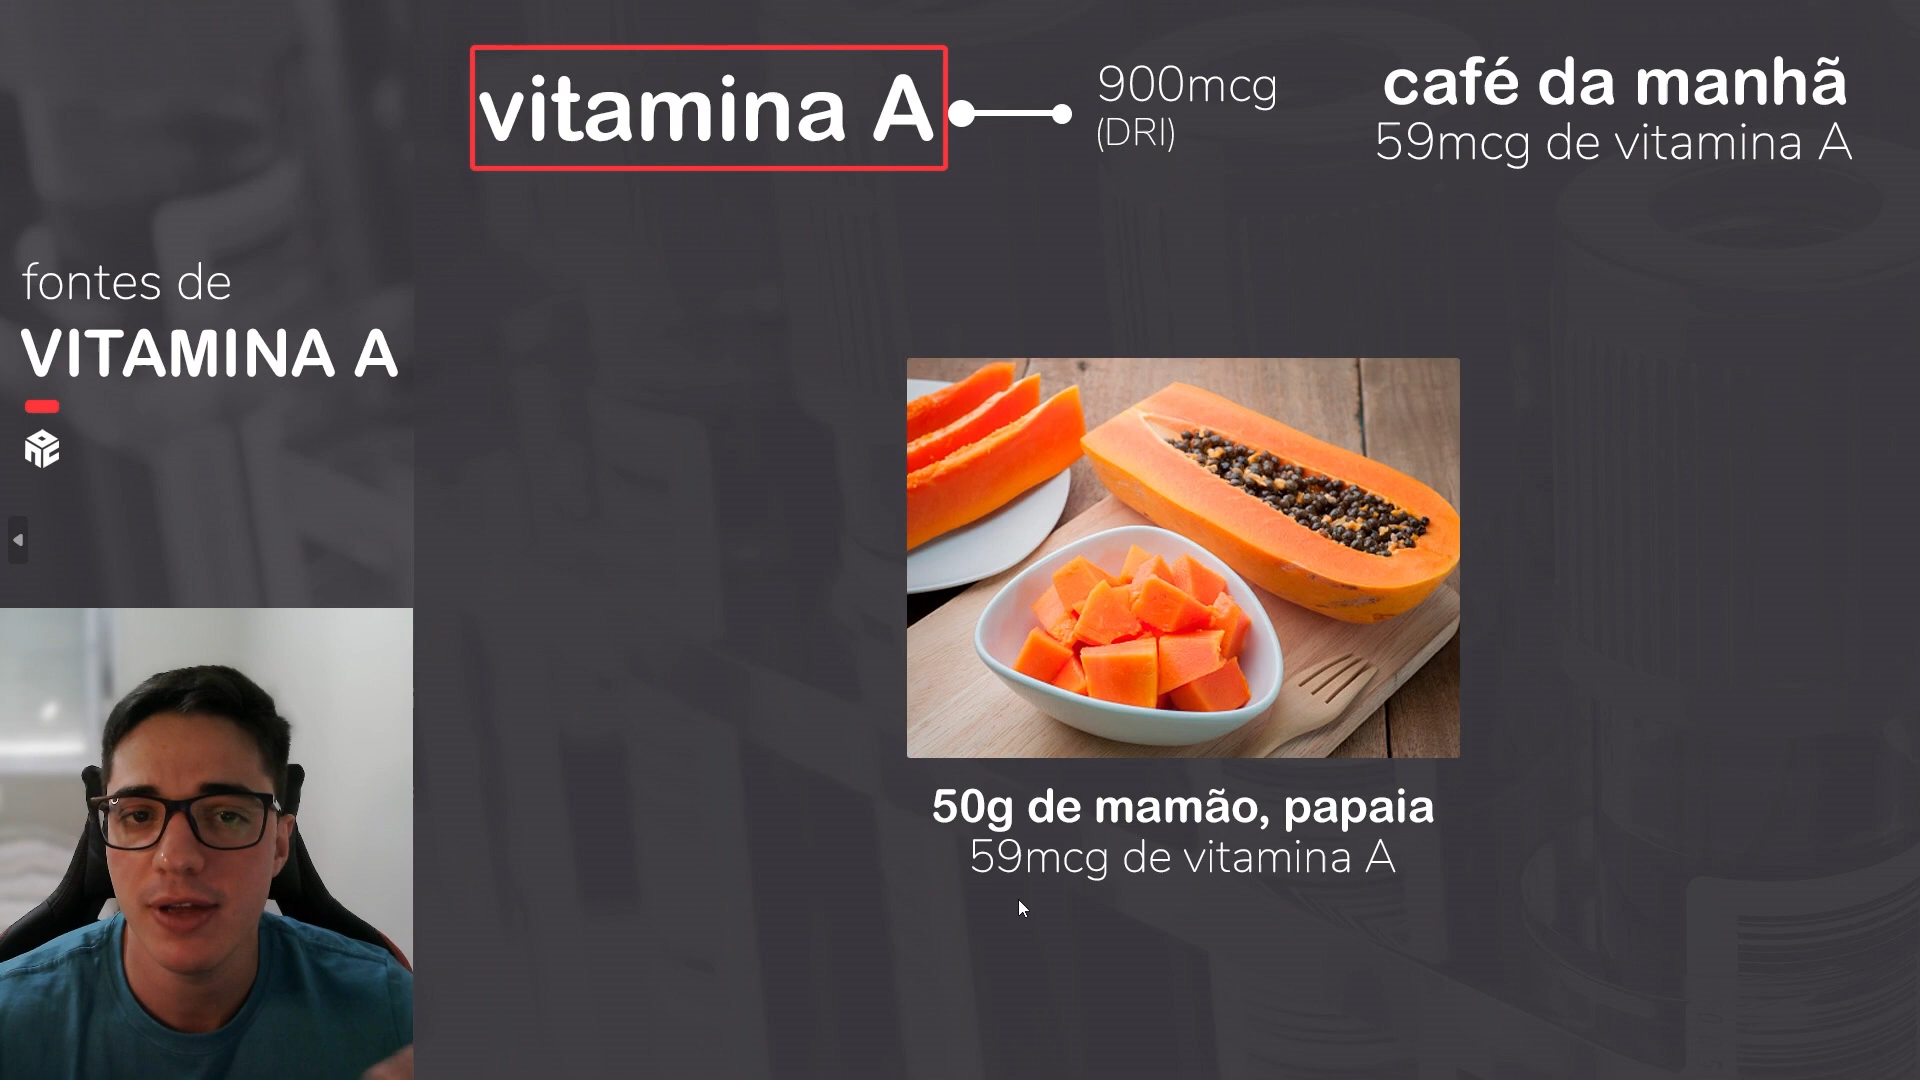 fontes de
VITAMINA A
vitamina A
900mcg
(DRI)
café da manhã
59mcg de vitamina A
50g de mamão, papaia
59mcg de vitamina A